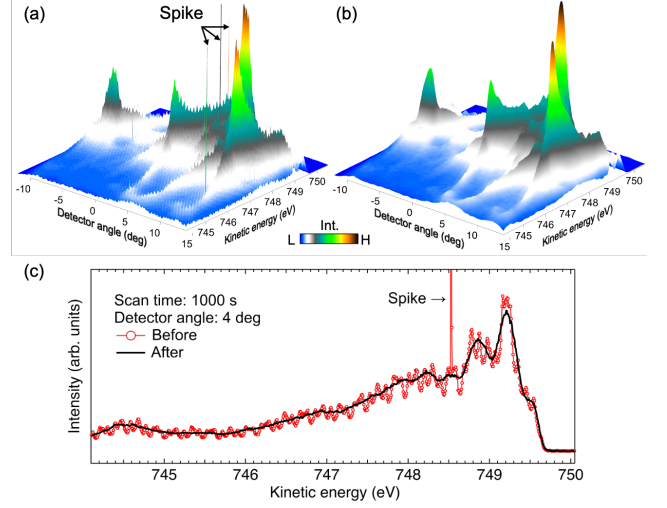 (a)
Spike
-10
-5
0
5
10
15
Detector angle (deg)
745
746
747
748
749
750
Kinetic energy (eV)
(b)
-10
-5
0
5
10
15
Detector angle (deg)
745
746
747
748
749
750
Kinetic energy (eV)
Int.
L H
(c)
Scan time: 1000 s
Detector angle: 4 deg
Before
After
Spike →
Intensity (arb. units)
745 746 747 748 749 750
Kinetic energy (eV)